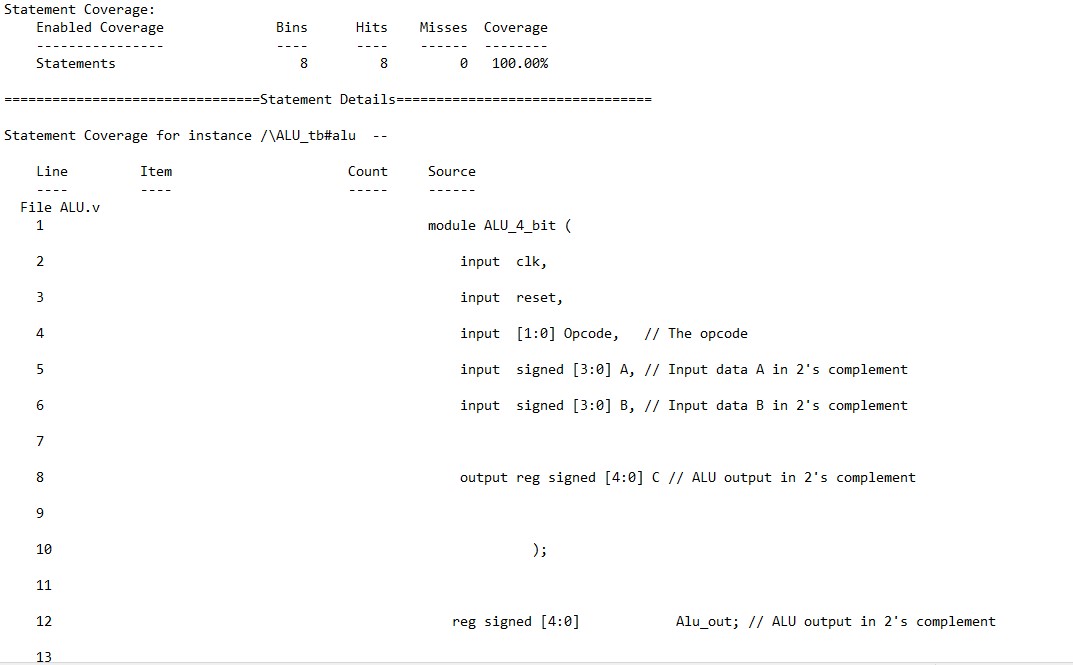 Statement Coverage:
    Enabled Coverage              Bins      Hits    Misses  Coverage
    ----------------              ----      ----    ------  --------
    Statements                       8         8         0   100.00%
================================Statement Details================================
Statement Coverage for instance /\ALU_tb#alu  --
    Line         Item                      Count     Source
    ----         ----                      -----     ------
  File ALU.v
    1                                                module ALU_4_bit (
    2                                                    input  clk,
    3                                                    input  reset,
    4                                                    input  [1:0] Opcode,   // The opcode
    5                                                    input  signed [3:0] A, // Input data A in 2's complement
    6                                                    input  signed [3:0] B, // Input data B in 2's complement
    7
    8                                                    output reg signed [4:0] C // ALU output in 2's complement
    9
    10                                                            );
    11
    12                                                  reg signed [4:0]            Alu_out; // ALU output in 2's complement
    13